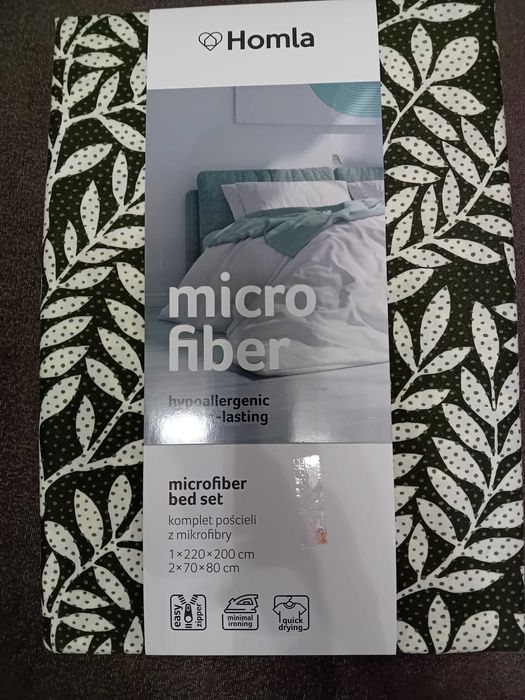 Homla
micro
fiber
hypoallergenic
-lasting
microfiber
bed set
komplet pościeli
z mikrofibry
1×220×200 cm
2×70×80 cm
easy zipper
minimal
ironing
quick
drying